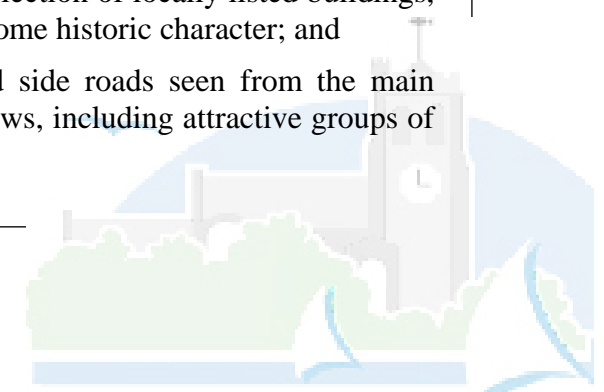 lection of locally listed buildings,
ome historic character; and
d side roads seen from the main
ws, including attractive groups of